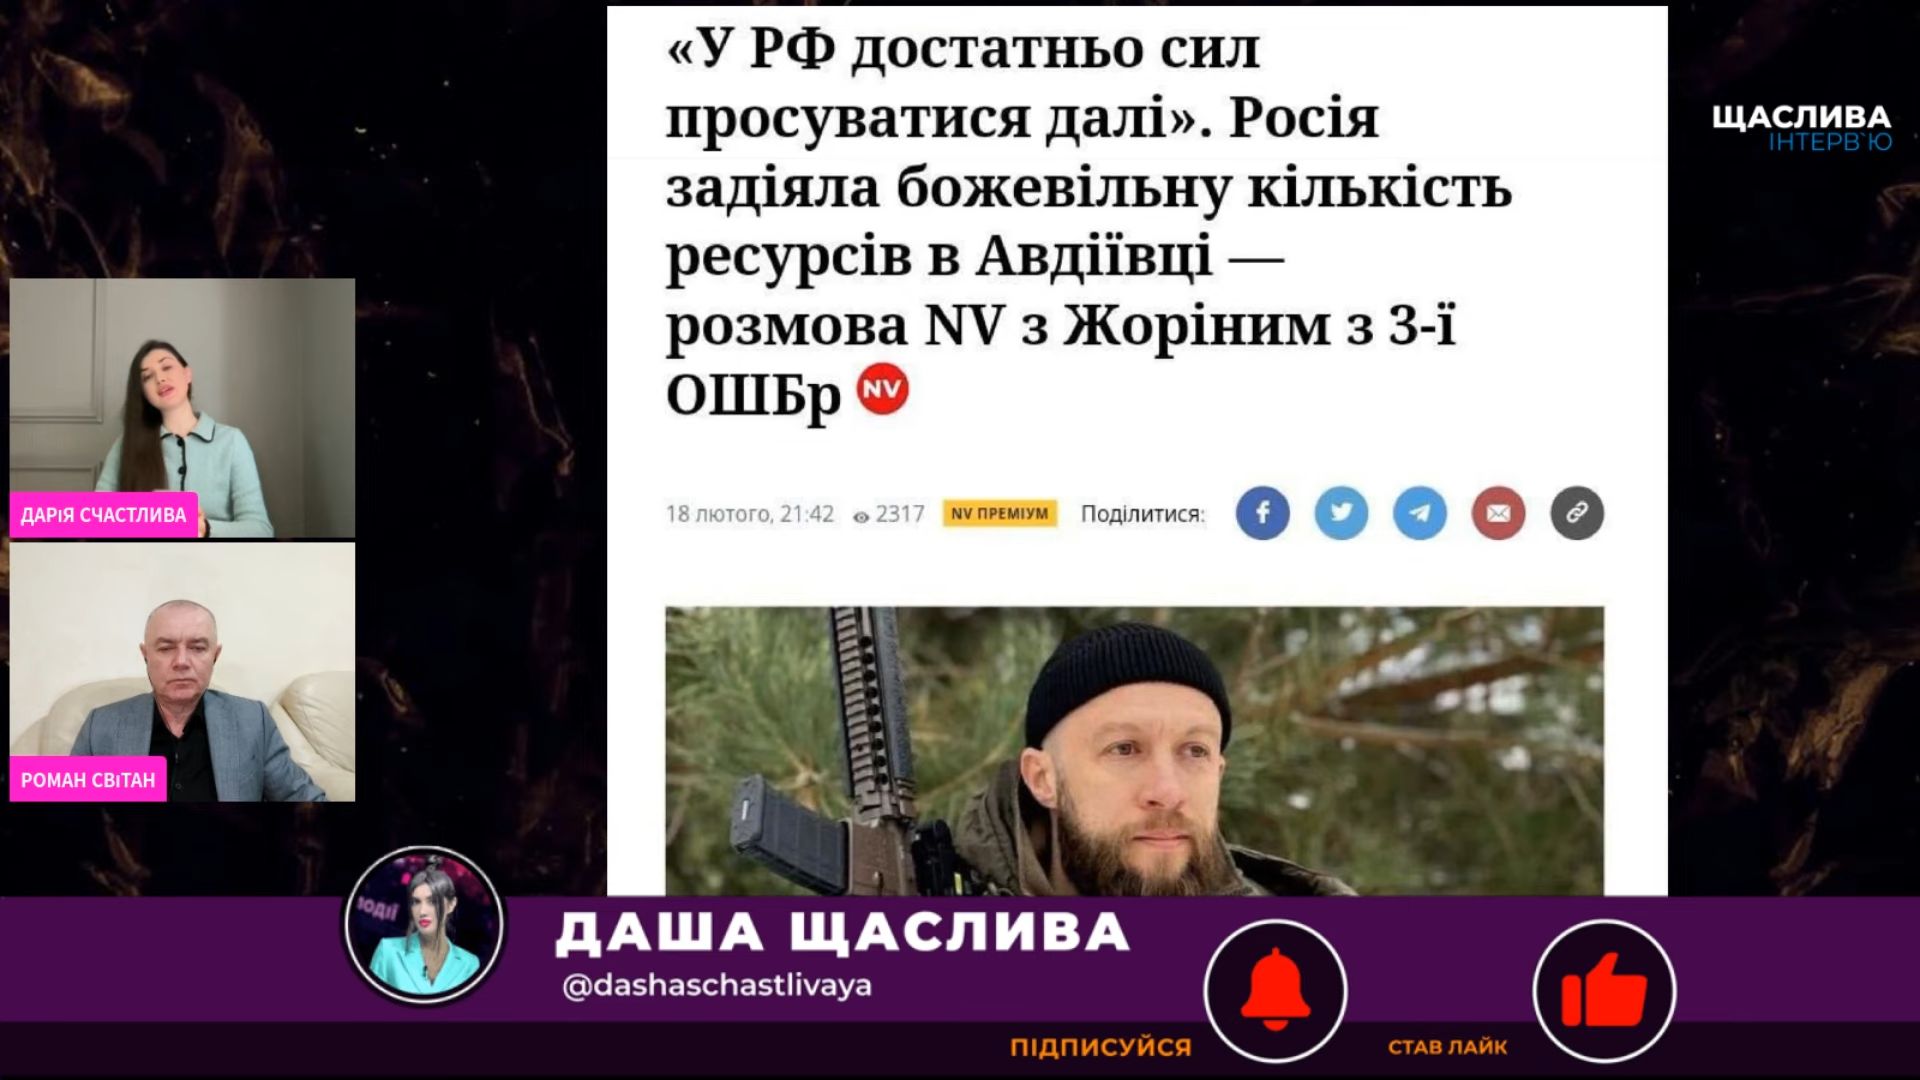 «У РФ достатньо сил
просуватися далі». Росія
задіяла божевільну кількість
ресурсів в Авдіївці —
розмова NV з Жоріним з 3-ї
ОШБр NV
18 лютого, 21:42 2317 NV ПРЕМІУМ Поділитися:
ЩАСЛИВА
ІНТЕРВ`Ю
ДАРіЯ СЧАСТЛИВА
РОМАН СВіТАН
ПОДІЇ
ДАША ЩАСЛИВА
@dashaschastlivaya
ПІДПИСУЙСЯ
СТАВ ЛАЙК